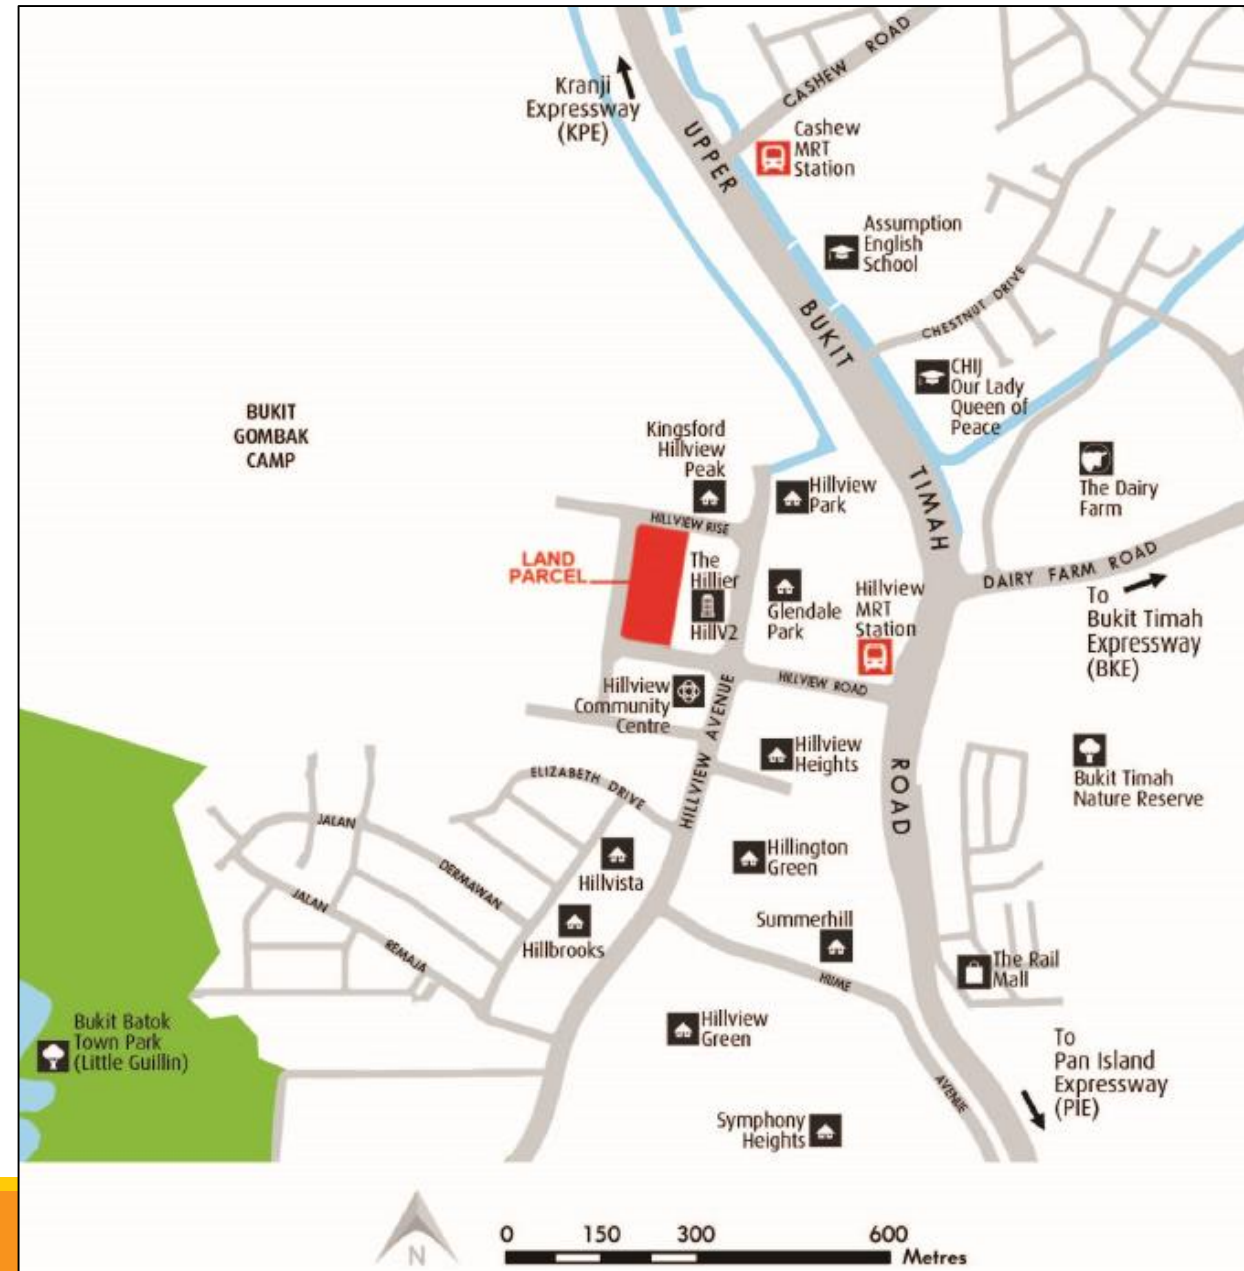 CASHEW ROAD
Kranji
Expressway
(KPE)
UPPER BUKIT TIMAH ROAD
Cashew
MRT
Station
Assumption
English
School
CHESTNUT DRIVE
CHIJ
Our Lady
Queen of
Peace
BUKIT
GOMBAK
CAMP
Kingsford
Hillview
Peak
Hillview
Park
The Dairy
Farm
HILLVIEW RISE
LAND
PARCEL
The
Hillier
HillV2
Glendale
Park
Hillview
MRT
Station
DAIRY FARM ROAD
To
Bukit Timah
Expressway
(BKE)
Hillview
Community
Centre
HILLVIEW ROAD
HILLVIEW AVENUE
Hillview
Heights
Bukit Timah
Nature Reserve
ELIZABETH DRIVE
JALAN DERMAWAN
Hillvista
Hillington
Green
JALAN REMAJA
Hillbrooks
Summerhill
HUME AVENUE
The Rail
Mall
Bukit Batok
Town Park
(Little Guillin)
Hillview
Green
To
Pan Island
Expressway
(PIE)
Symphony
Heights
N
0 150 300 600
Metres